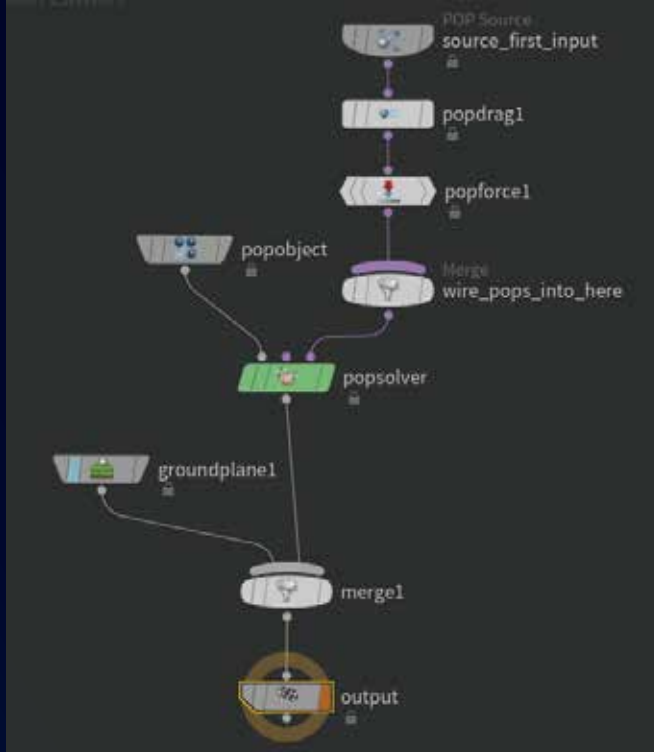 POP Source
source_first_input
popdrag1
popforce1
popobject
Merge
wire_pops_into_here
popsolver
groundplane1
merge1
output